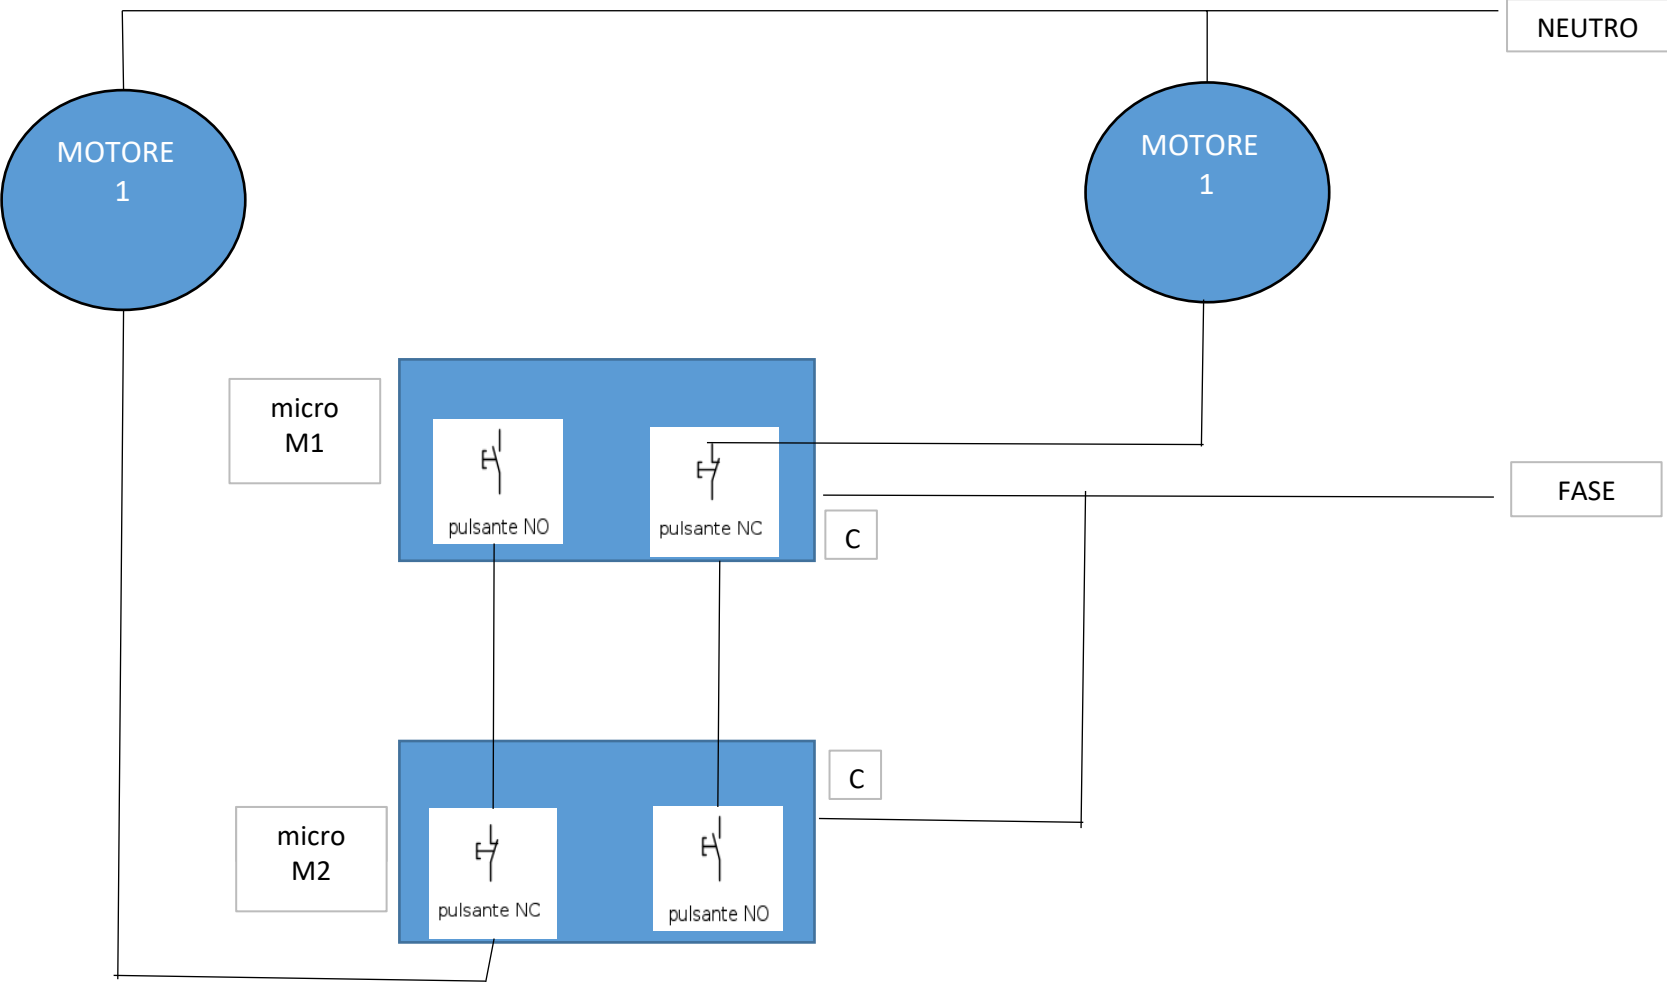 NEUTRO
MOTORE
1
MOTORE
1
micro
M1
pulsante NO
pulsante NC
FASE
C
C
micro
M2
pulsante NC
pulsante NO